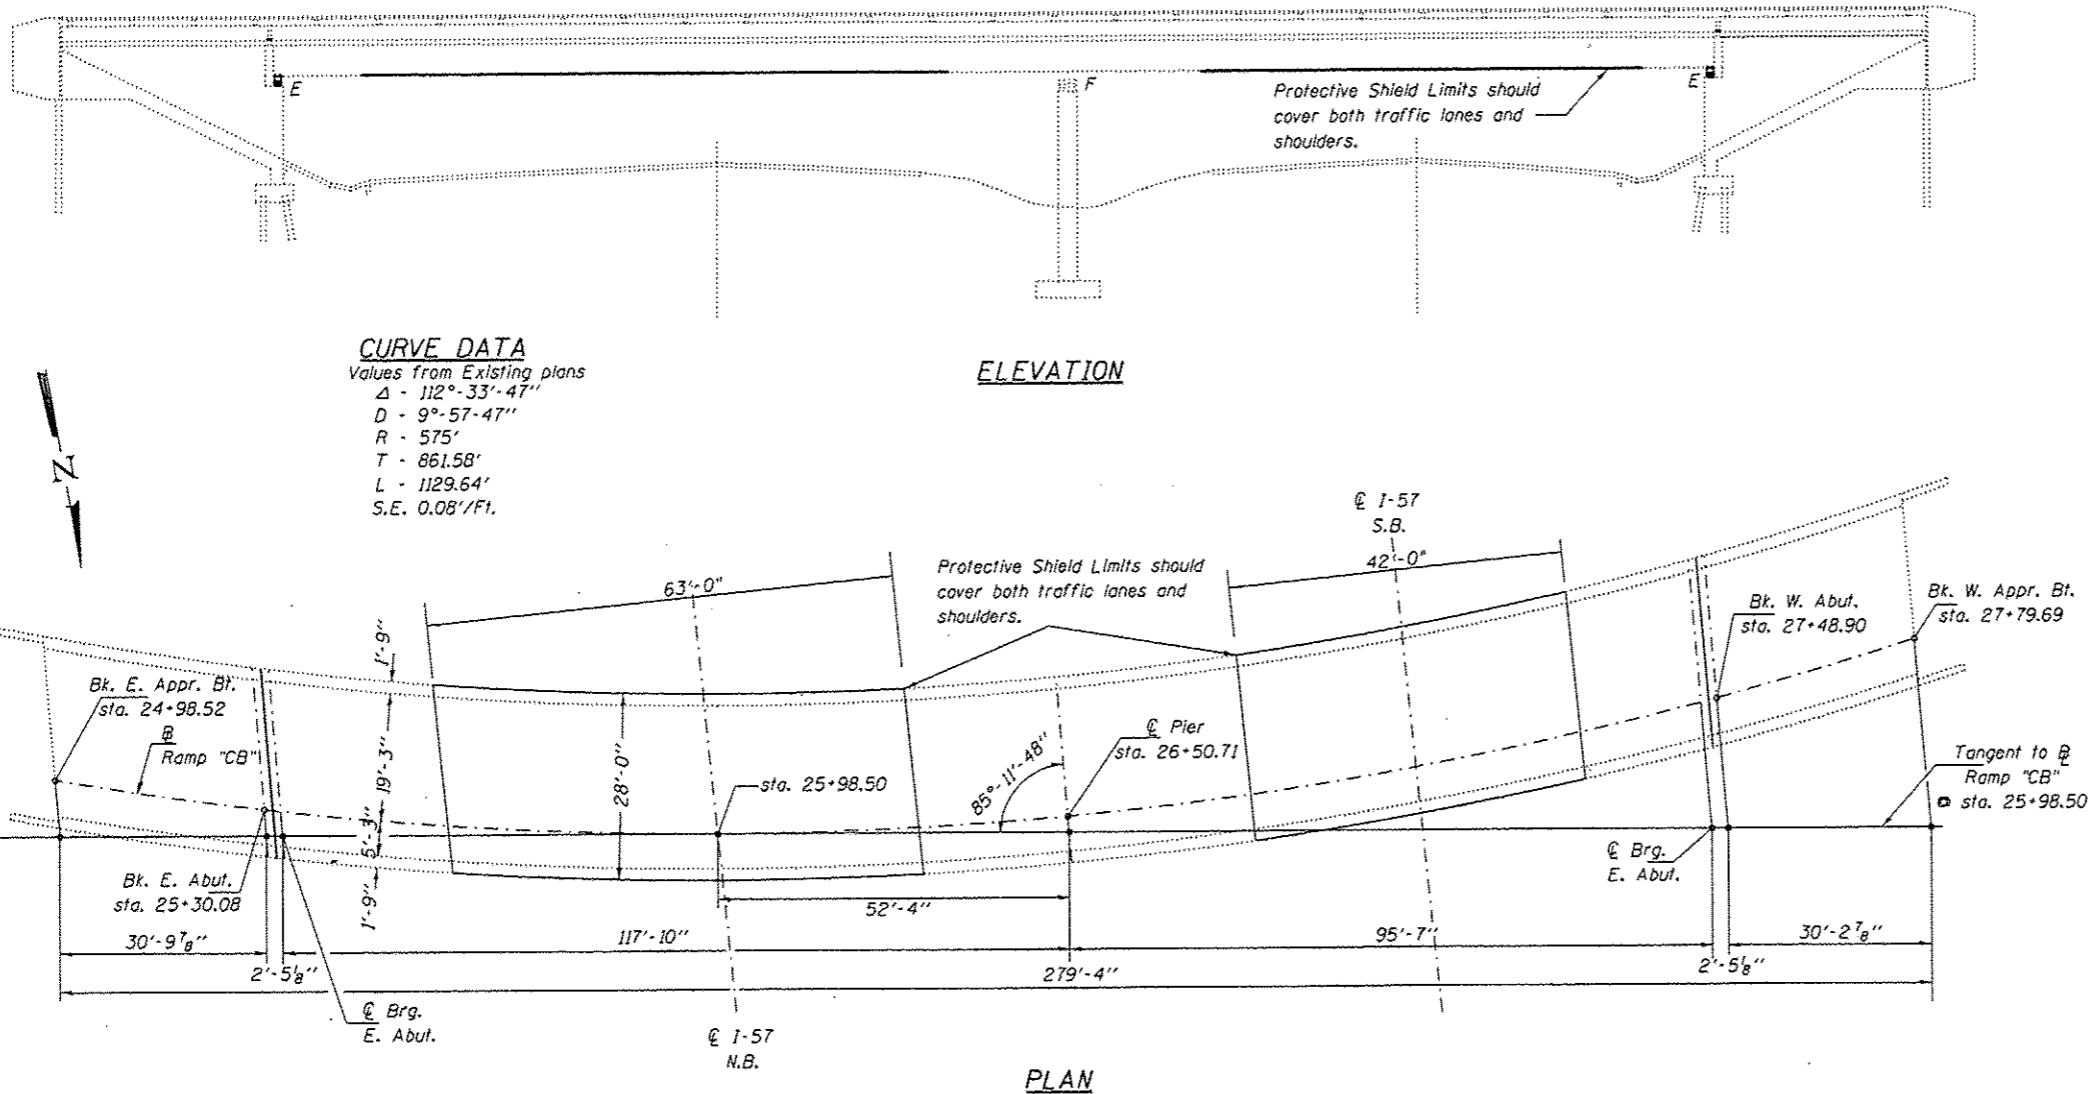 E
F
E
Protective Shield Limits should
cover both traffic lanes and
shoulders.
CURVE DATA
Values from Existing plans
Δ - 112°-33'-47"
D - 9°-57-47"
R - 575'
T - 861.58'
L - 1129.64'
S.E. 0.08'/Ft.
ELEVATION
N
℄ I-57
S.B.
63'-0"
42'-0"
Protective Shield Limits should
cover both traffic lanes and
shoulders.
Bk. W. Abut.
sta. 27+48.90
Bk. W. Appr. Bt.
sta. 27+79.69
1'-9"
Bk. E. Appr. Bt.
sta. 24+98.52
℄ Pier
sta. 26+50.71
Ramp "CB"
19'-3"
28'-0"
85°-11'-48"
sta. 25+98.50
Tangent to
Ramp "CB"
sta. 25+98.50
5'-3"
1'-9"
Bk. E. Abut.
sta. 25+30.08
℄ Brg.
E. Abut.
52'-4"
30'-9⅞"
117'-10"
95'-7"
30'-2⅞"
2'-5⅛"
279'-4"
2'-5⅛"
℄ Brg.
E. Abut.
℄ I-57
N.B.
PLAN